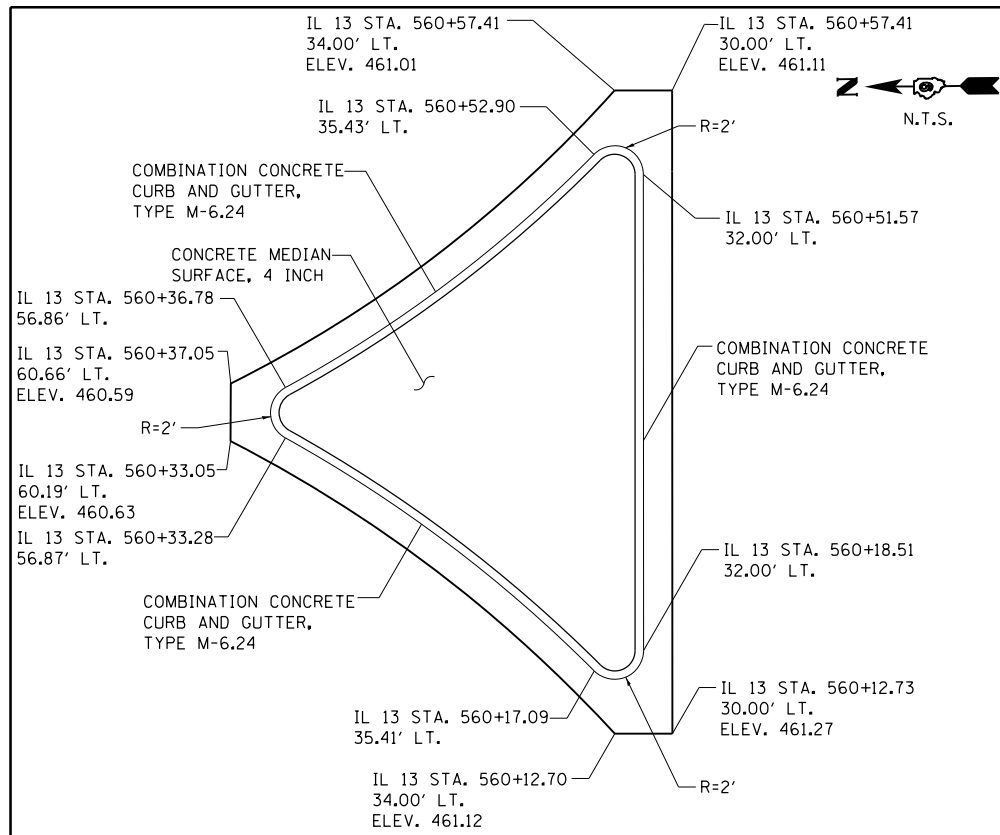 IL 13 STA. 560+57.41
34.00' LT.
ELEV. 461.01
IL 13 STA. 560+57.41
30.00' LT.
ELEV. 461.11
N
N.T.S.
IL 13 STA. 560+52.90
35.43' LT.
R=2'
COMBINATION CONCRETE
CURB AND GUTTER,
TYPE M-6.24
IL 13 STA. 560+51.57
32.00' LT.
CONCRETE MEDIAN
SURFACE, 4 INCH
IL 13 STA. 560+36.78
56.86' LT.
IL 13 STA. 560+37.05
60.66' LT.
ELEV. 460.59
COMBINATION CONCRETE
CURB AND GUTTER,
TYPE M-6.24
R=2'
IL 13 STA. 560+33.05
60.19' LT.
ELEV. 460.63
IL 13 STA. 560+33.28
56.87' LT.
IL 13 STA. 560+18.51
32.00' LT.
COMBINATION CONCRETE
CURB AND GUTTER,
TYPE M-6.24
IL 13 STA. 560+12.73
30.00' LT.
ELEV. 461.27
IL 13 STA. 560+17.09
35.41' LT.
IL 13 STA. 560+12.70
34.00' LT.
ELEV. 461.12
R=2'